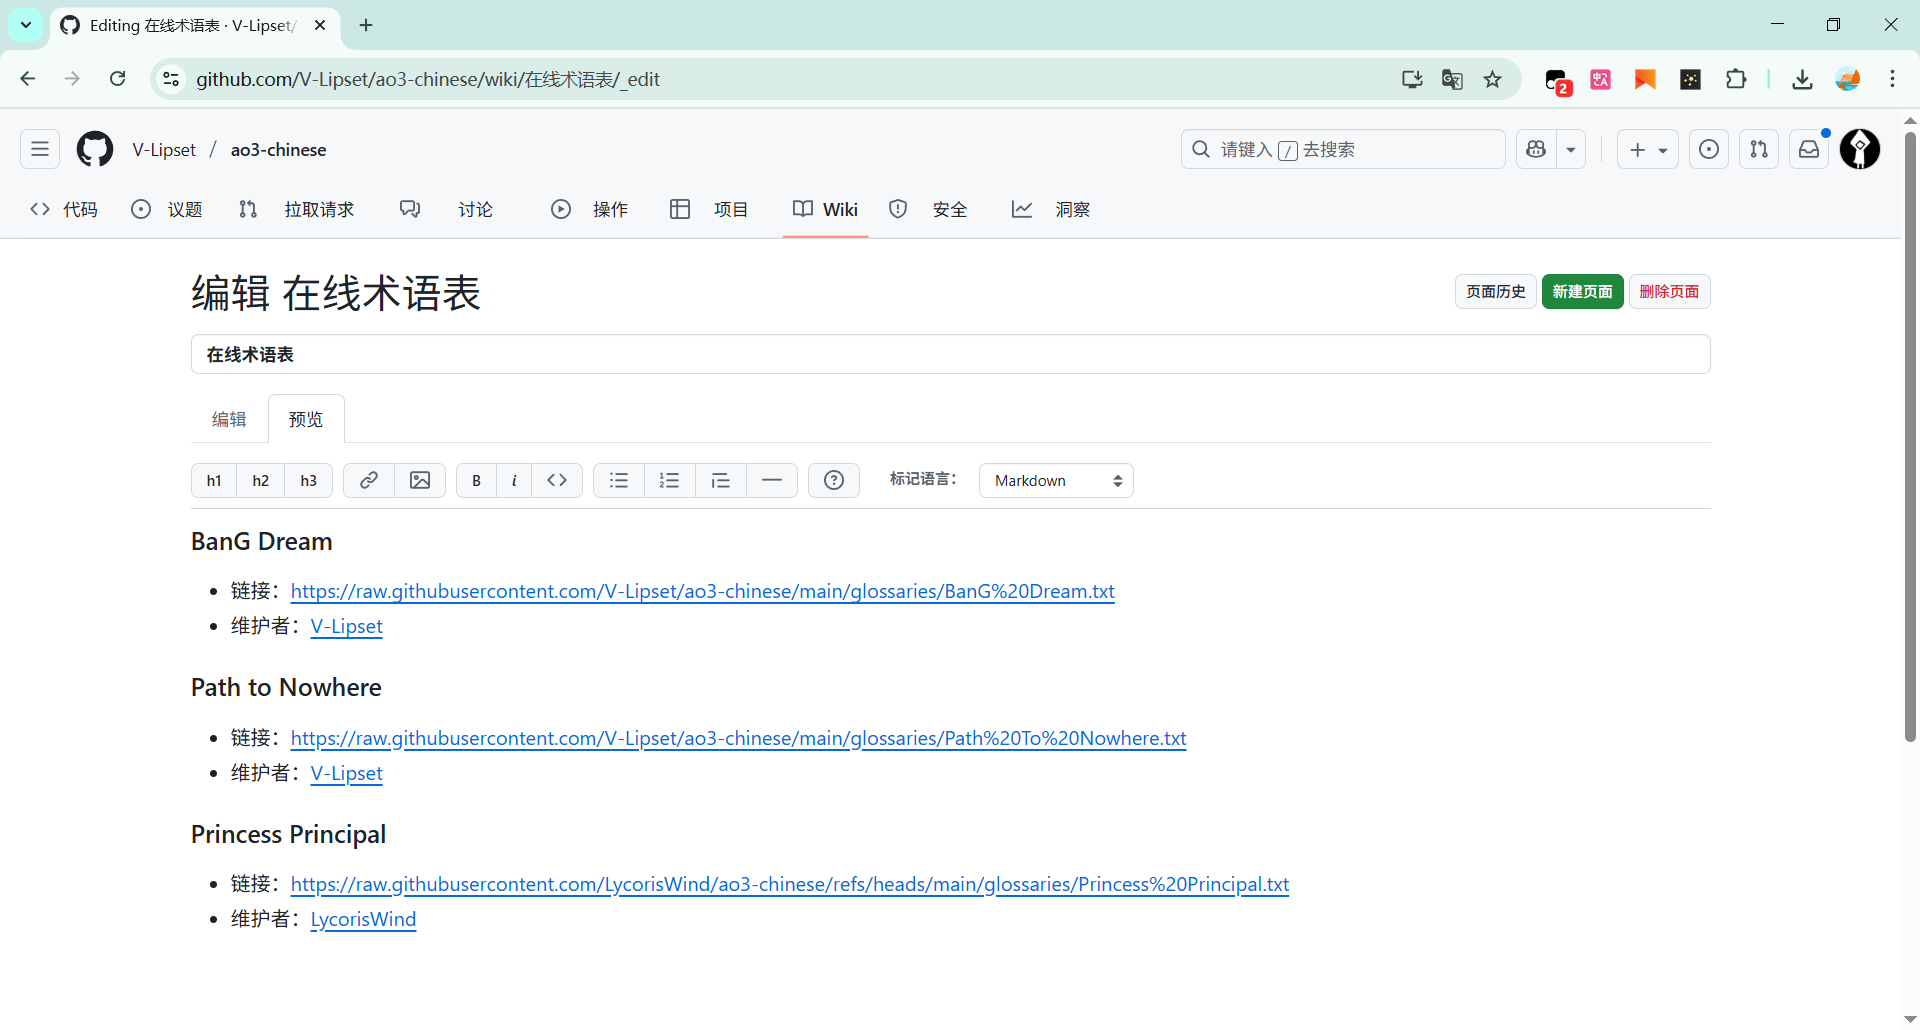 Editing 在线术语表 · V-Lipset/
github.com/V-Lipset/ao3-chinese/wiki/在线术语表/_edit
2
V-Lipset / ao3-chinese
请键入 / 去搜索
代码 议题 拉取请求 讨论 操作 项目 Wiki 安全 洞察
编辑 在线术语表
页面历史 新建页面 删除页面
在线术语表
编辑 预览
h1 h2 h3 B i 标记语言： Markdown
BanG Dream
链接：https://raw.githubusercontent.com/V-Lipset/ao3-chinese/main/glossaries/BanG%20Dream.txt
维护者：V-Lipset
Path to Nowhere
链接：https://raw.githubusercontent.com/V-Lipset/ao3-chinese/main/glossaries/Path%20To%20Nowhere.txt
维护者：V-Lipset
Princess Principal
链接：https://raw.githubusercontent.com/LycorisWind/ao3-chinese/refs/heads/main/glossaries/Princess%20Principal.txt
维护者：LycorisWind